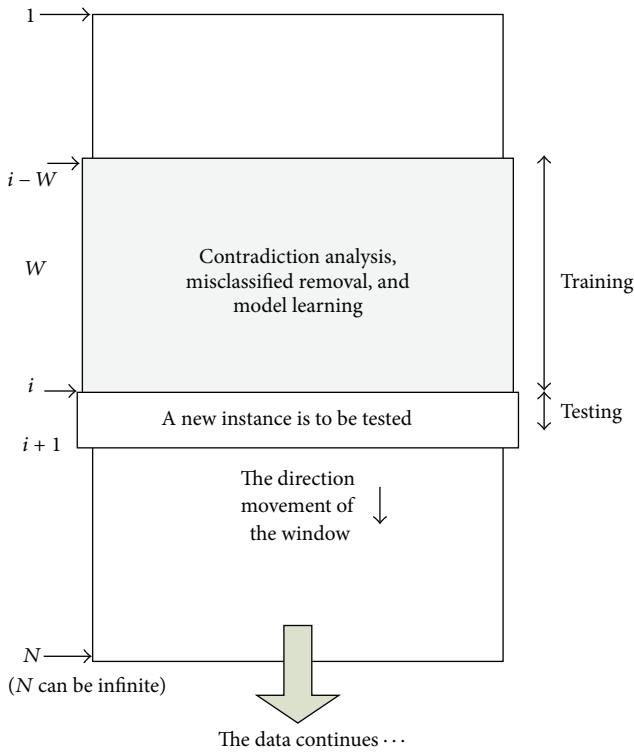 1
i – W
W
Contradiction analysis,
misclassified removal, and
model learning
Training
i
A new instance is to be tested
Testing
i + 1
The direction
movement of
the window
N
(N can be infinite)
The data continues ···